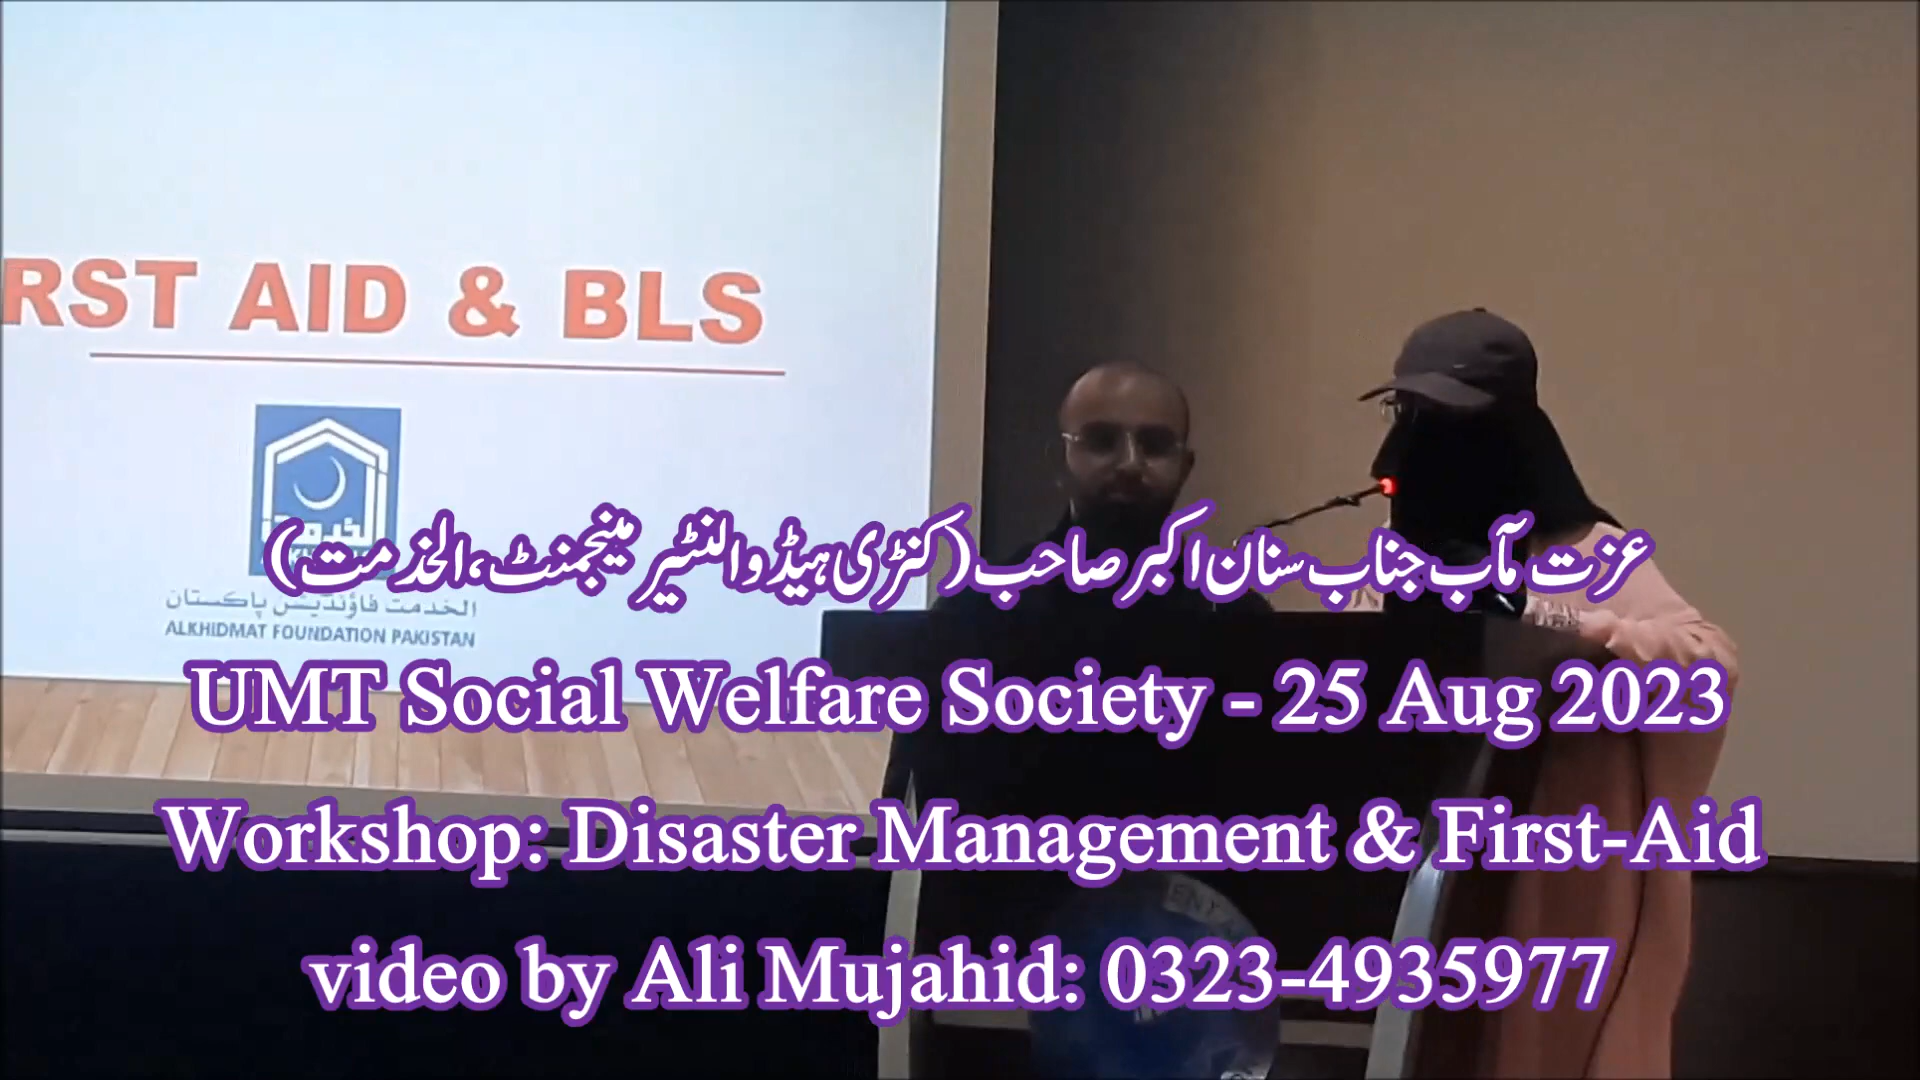 RST AID & BLS
الخدمت فاؤنڈیشن پاکستان
ALKHIDMAT FOUNDATION PAKISTAN
عزت مآب جناب سنان اکبر صاحب (کنٹری ہیڈ والنٹیر مینجمنٹ، الخدمت)
UMT Social Welfare Society - 25 Aug 2023
Workshop: Disaster Management & First-Aid
video by Ali Mujahid: 0323-4935977